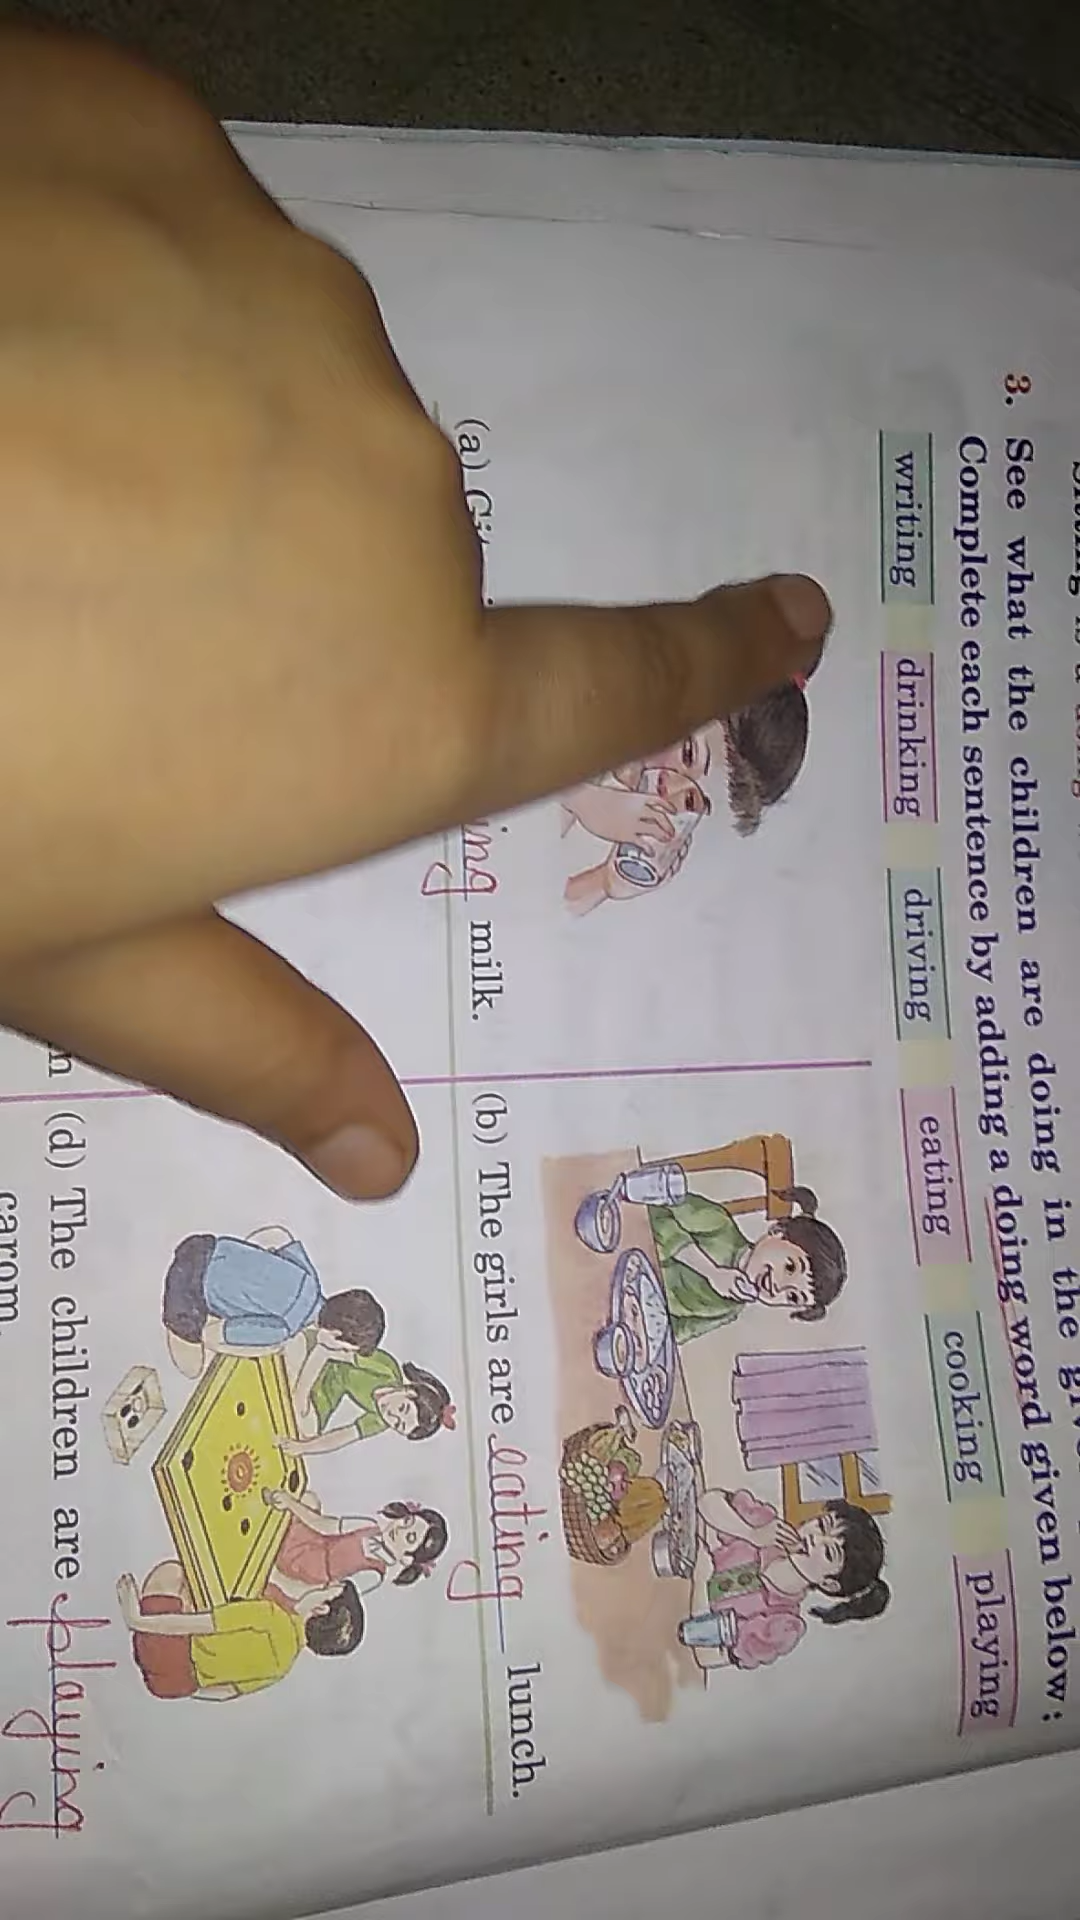 3. See what the children are doing in the
Complete each sentence by adding a doing word given below:
writing drinking driving eating cooking playing
(a) milk.
(b) The girls are eating lunch.
(d) The children are playing
carom.